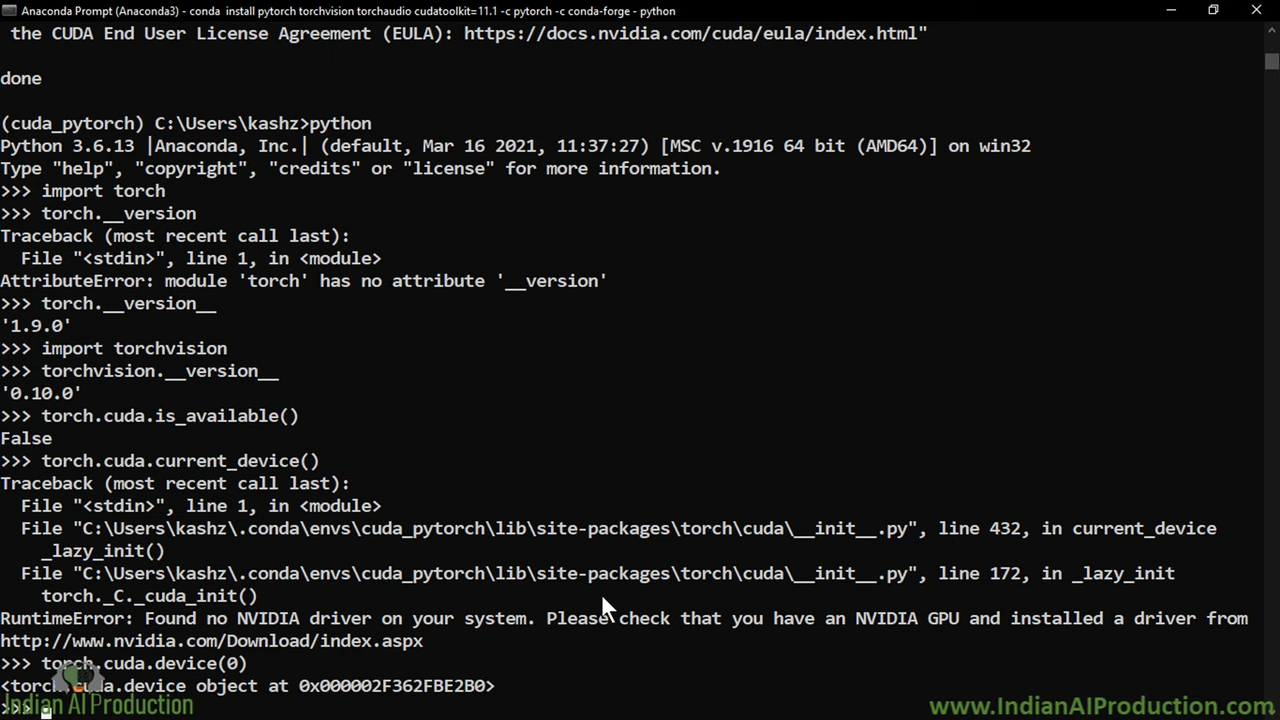 Anaconda Prompt (Anaconda3) - conda  install pytorch torchvision torchaudio cudatoolkit=11.1 -c pytorch -c conda-forge - python
the CUDA End User License Agreement (EULA): https://docs.nvidia.com/cuda/eula/index.html"
done
(cuda_pytorch) C:\Users\kashz>python
Python 3.6.13 |Anaconda, Inc.| (default, Mar 16 2021, 11:37:27) [MSC v.1916 64 bit (AMD64)] on win32
Type "help", "copyright", "credits" or "license" for more information.
>>> import torch
>>> torch.__version
Traceback (most recent call last):
  File "<stdin>", line 1, in <module>
AttributeError: module 'torch' has no attribute '__version'
>>> torch.__version__
'1.9.0'
>>> import torchvision
>>> torchvision.__version__
'0.10.0'
>>> torch.cuda.is_available()
False
>>> torch.cuda.current_device()
Traceback (most recent call last):
  File "<stdin>", line 1, in <module>
  File "C:\Users\kashz\.conda\envs\cuda_pytorch\lib\site-packages\torch\cuda\__init__.py", line 432, in current_device
    _lazy_init()
  File "C:\Users\kashz\.conda\envs\cuda_pytorch\lib\site-packages\torch\cuda\__init__.py", line 172, in _lazy_init
    torch._C._cuda_init()
RuntimeError: Found no NVIDIA driver on your system. Please check that you have an NVIDIA GPU and installed a driver from
http://www.nvidia.com/Download/index.aspx
>>> torch.cuda.device(0)
<torch.cuda.device object at 0x000002F362FBE2B0>
>>>
Indian AI Production
www.IndianAIProduction.com